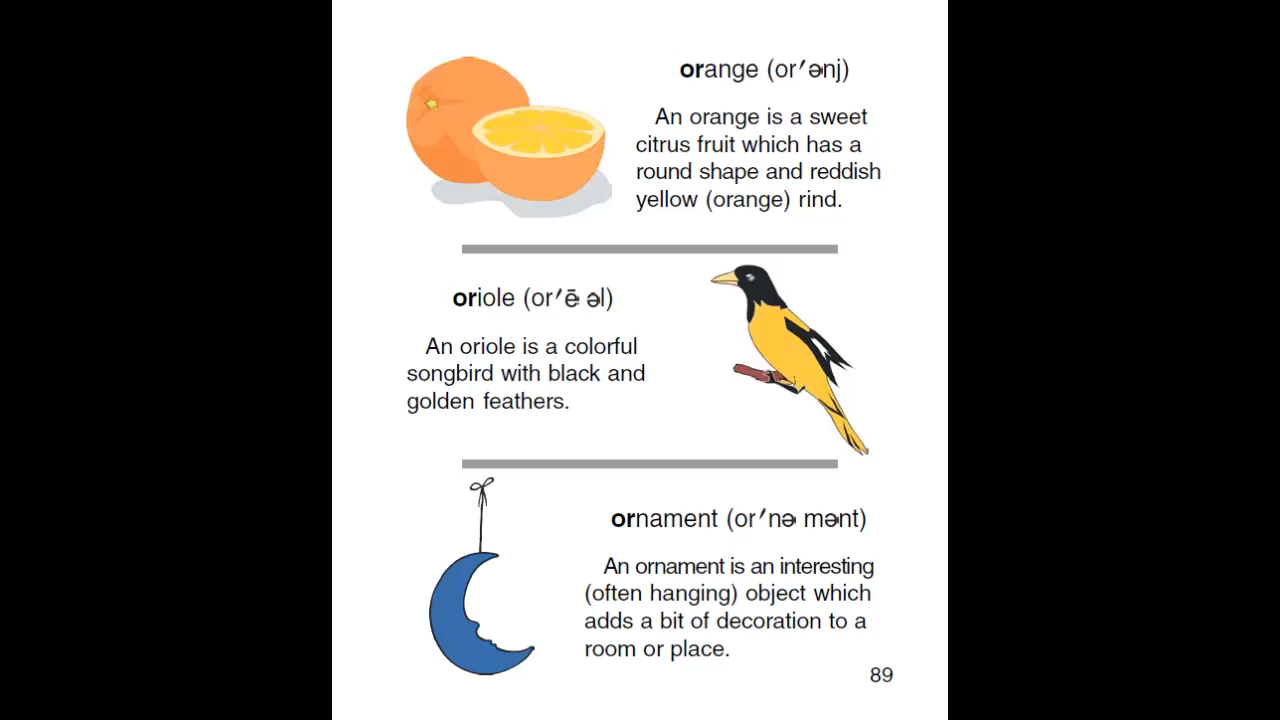 orange (or′ənj)
An orange is a sweet
citrus fruit which has a
round shape and reddish
yellow (orange) rind.
oriole (or′ē əl)
An oriole is a colorful
songbird with black and
golden feathers.
ornament (or′nə mənt)
An ornament is an interesting
(often hanging) object which
adds a bit of decoration to a
room or place.
89